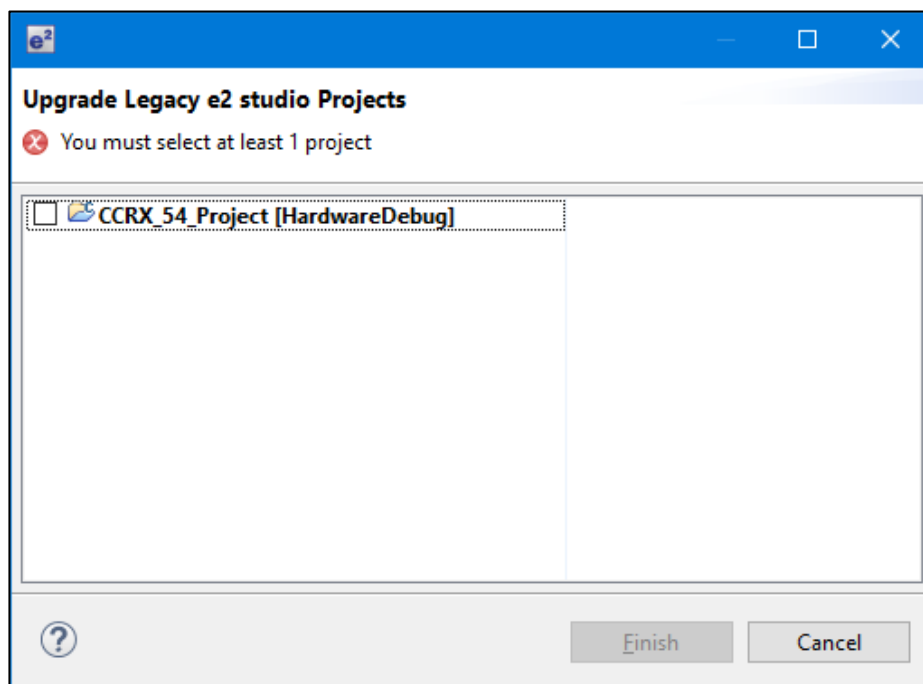 e²
Upgrade Legacy e2 studio Projects
You must select at least 1 project
CCRX_54_Project [HardwareDebug]
?
Finish
Cancel